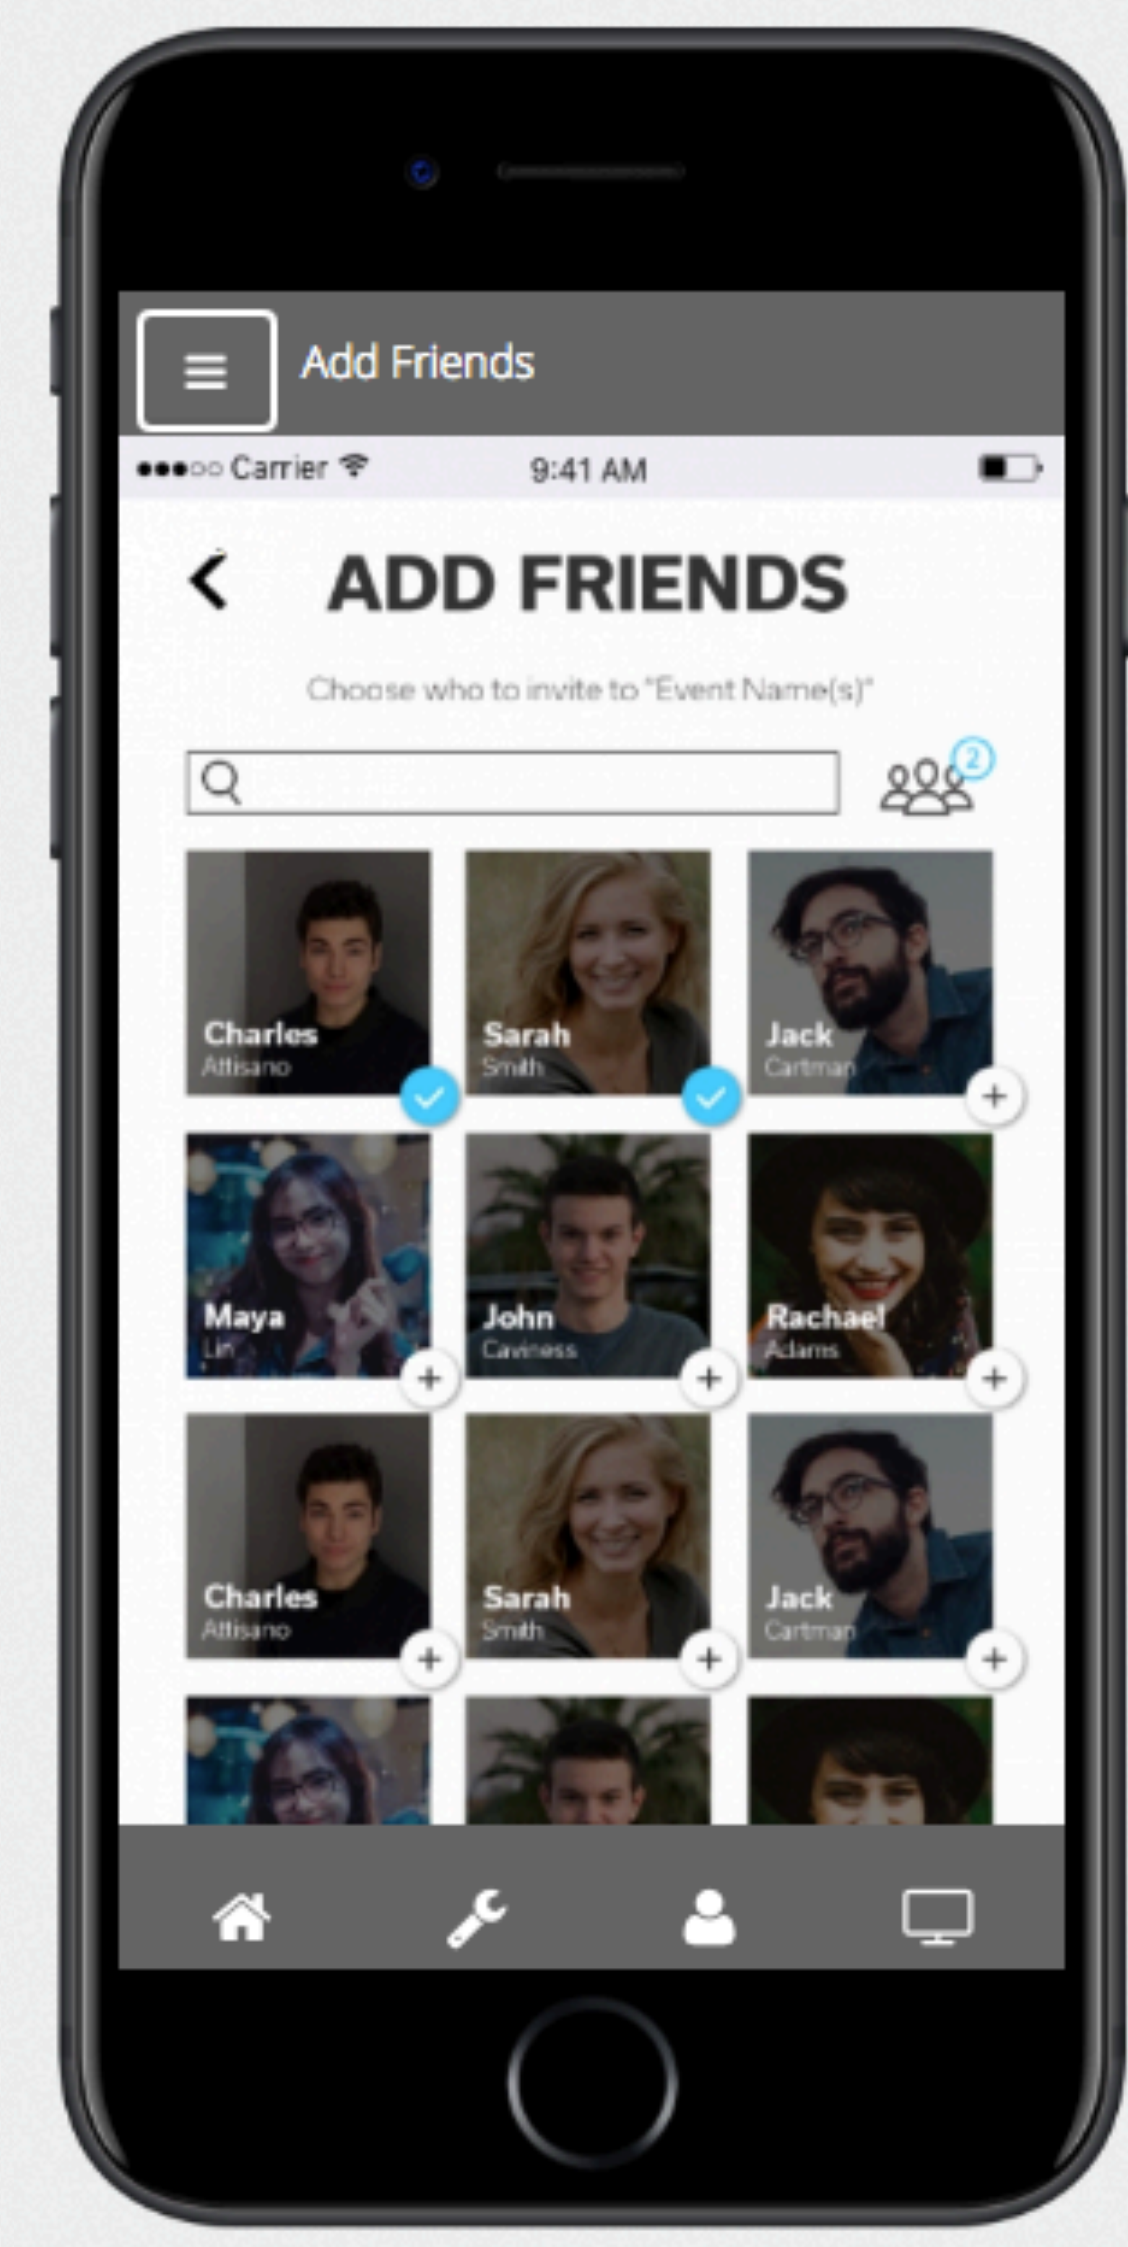 Add Friends
Carrier 9:41 AM
ADD FRIENDS
Choose who to invite to "Event Name(s)"
2
Charles Sarah Jack
Attisano Smith Cartman
Maya John Rachael
Lin Caviness Adams
Charles Sarah Jack
Attisano Smith Cartman